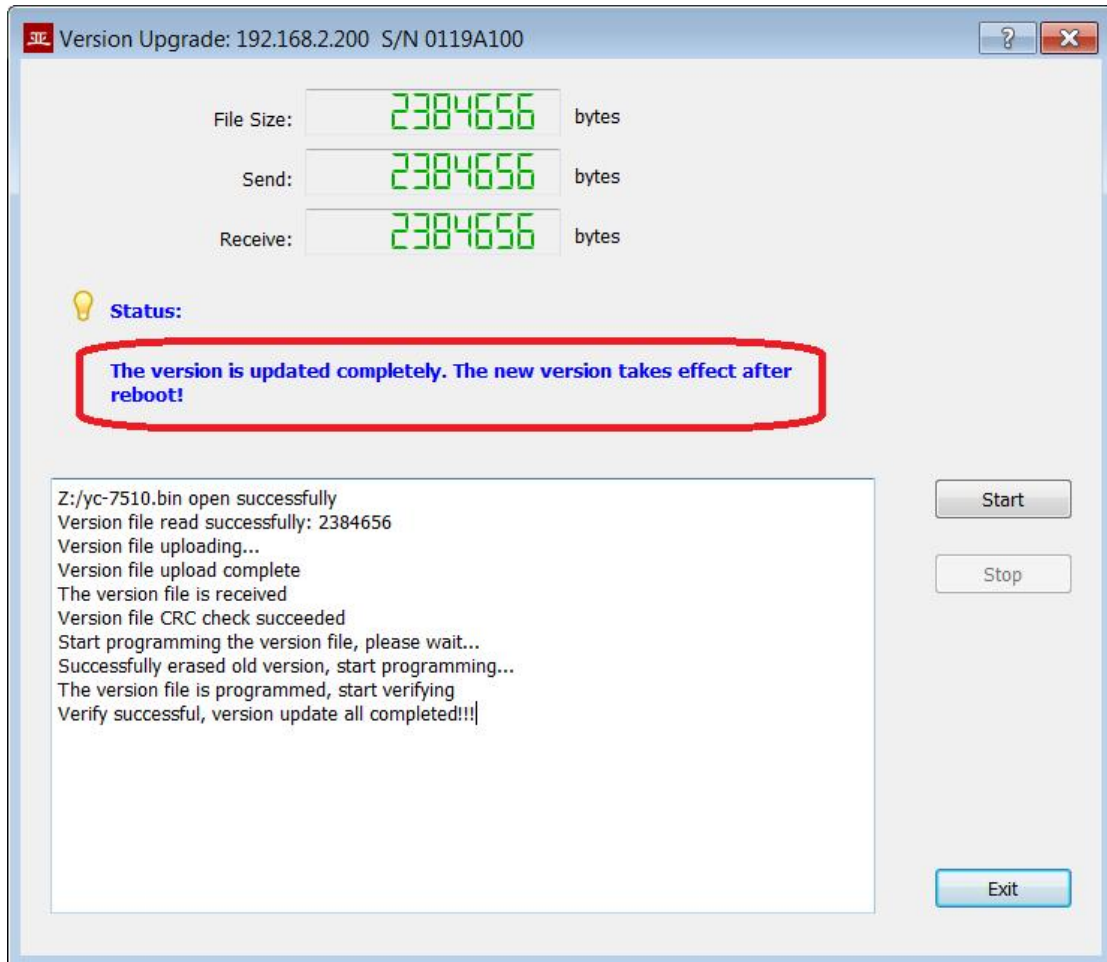 Version Upgrade: 192.168.2.200 S/N 0119A100
File Size: 2384656 bytes
Send: 2384656 bytes
Receive: 2384656 bytes
Status:
The version is updated completely. The new version takes effect after
reboot!
Z:/yc-7510.bin open successfully
Version file read successfully: 2384656
Version file uploading...
Version file upload complete
The version file is received
Version file CRC check succeeded
Start programming the version file, please wait...
Successfully erased old version, start programming...
The version file is programmed, start verifying
Verify successful, version update all completed!!!
Start
Stop
Exit